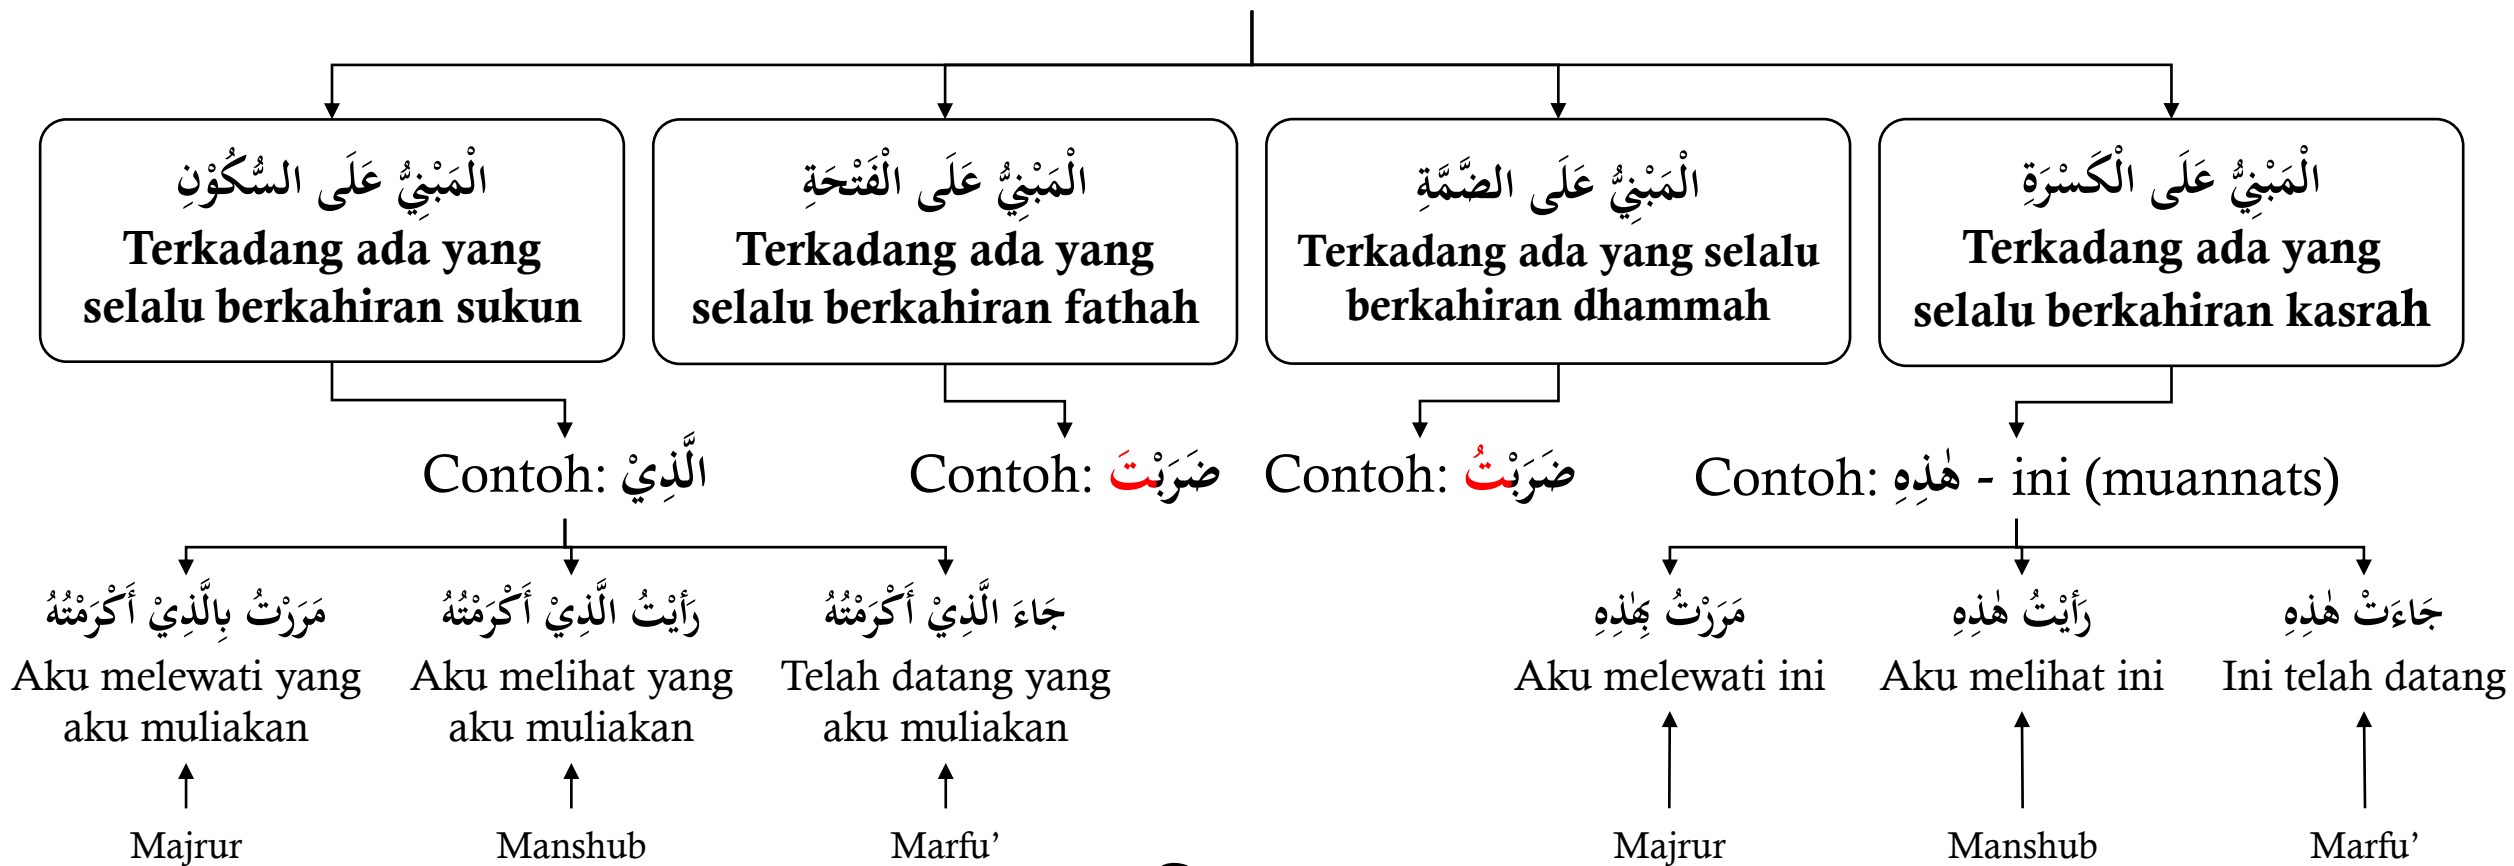 الْمَبْنِيُّ عَلَى السُّكُوْنِ
Terkadang ada yang
selalu berkahiran sukun
الْمَبْنِيُّ عَلَى الْفَتْحَةِ
Terkadang ada yang
selalu berkahiran fathah
الْمَبْنِيُّ عَلَى الضَّمَّةِ
Terkadang ada yang selalu
berkahiran dhammah
الْمَبْنِيُّ عَلَى الْكَسْرَةِ
Terkadang ada yang
selalu berkahiran kasrah
Contoh: الَّذِيْ
Contoh: ضَرَبْتَ
Contoh: ضَرَبْتُ
Contoh: هٰذِهِ - ini (muannats)
مَرَرْتُ بِالَّذِيْ أَكْرَمْتُهُ
Aku melewati yang
aku muliakan
Majrur
رَأَيْتُ الَّذِيْ أَكْرَمْتُهُ
Aku melihat yang
aku muliakan
Manshub
جَاءَ الَّذِيْ أَكْرَمْتُهُ
Telah datang yang
aku muliakan
Marfu’
مَرَرْتُ بِهٰذِهِ
Aku melewati ini
Majrur
رَأَيْتُ هٰذِهِ
Aku melihat ini
Manshub
جَاءَتْ هٰذِهِ
Ini telah datang
Marfu’